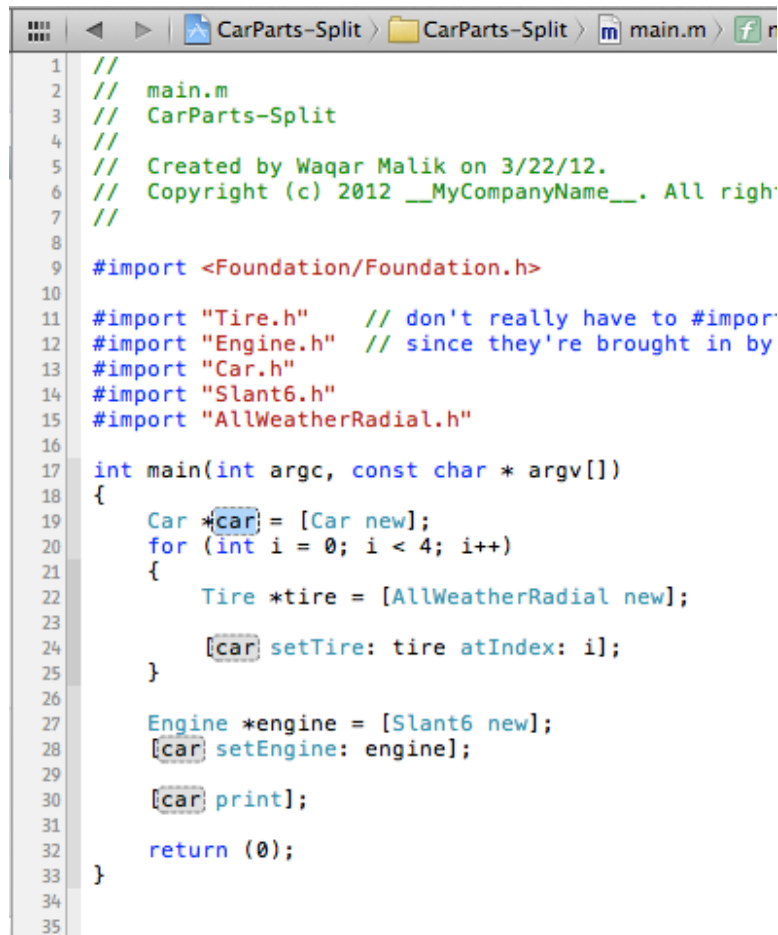 CarParts-Split 〉 CarParts-Split 〉 m main.m 〉 f
1 //
2 //  main.m
3 //  CarParts-Split
4 //
5 //  Created by Waqar Malik on 3/22/12.
6 //  Copyright (c) 2012 __MyCompanyName__. All
7 //
8
9 #import <Foundation/Foundation.h>
10
11 #import "Tire.h"    // don't really have to #import
12 #import "Engine.h"  // since they're brought in by
13 #import "Car.h"
14 #import "Slant6.h"
15 #import "AllWeatherRadial.h"
16
17 int main(int argc, const char * argv[])
18 {
19     Car *car = [Car new];
20     for (int i = 0; i < 4; i++)
21     {
22         Tire *tire = [AllWeatherRadial new];
23
24         [car setTire: tire atIndex: i];
25     }
26
27     Engine *engine = [Slant6 new];
28     [car setEngine: engine];
29
30     [car print];
31
32     return (0);
33 }
34
35